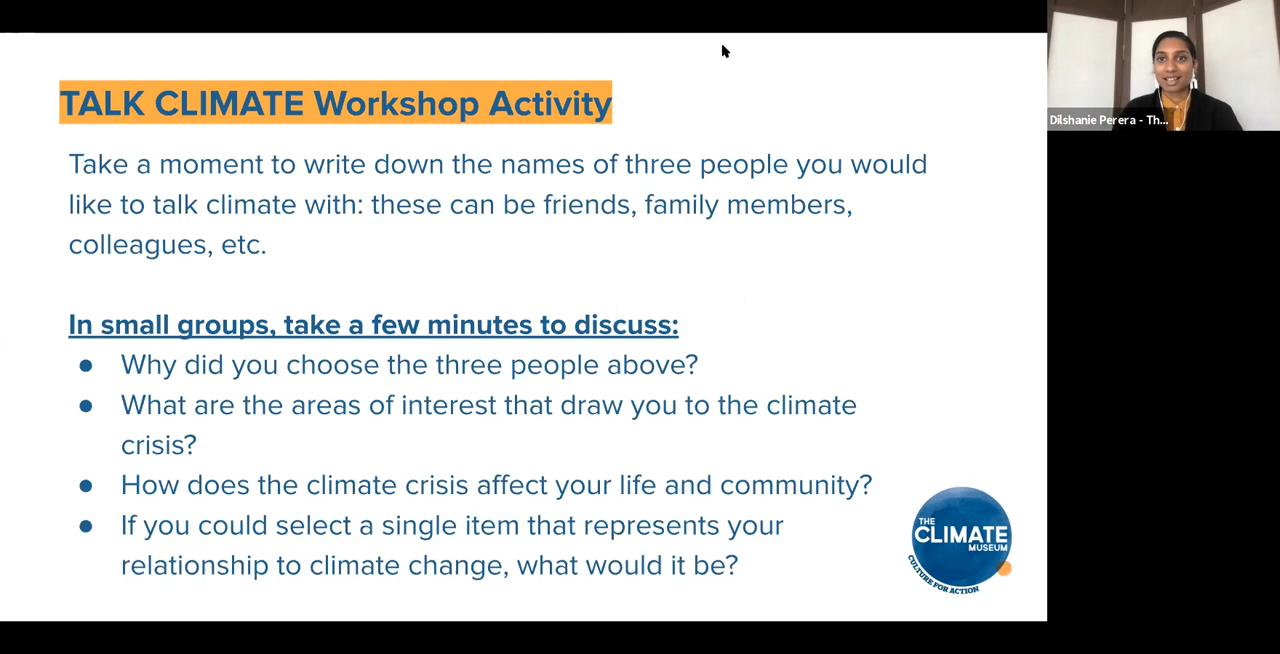 TALK CLIMATE Workshop Activity
Take a moment to write down the names of three people you would
like to talk climate with: these can be friends, family members,
colleagues, etc.
In small groups, take a few minutes to discuss:
● Why did you choose the three people above?
● What are the areas of interest that draw you to the climate
crisis?
● How does the climate crisis affect your life and community?
● If you could select a single item that represents your
relationship to climate change, what would it be?
THE
CLIMATE
MUSEUM
CULTURE FOR ACTION
Dilshanie Perera - Th...